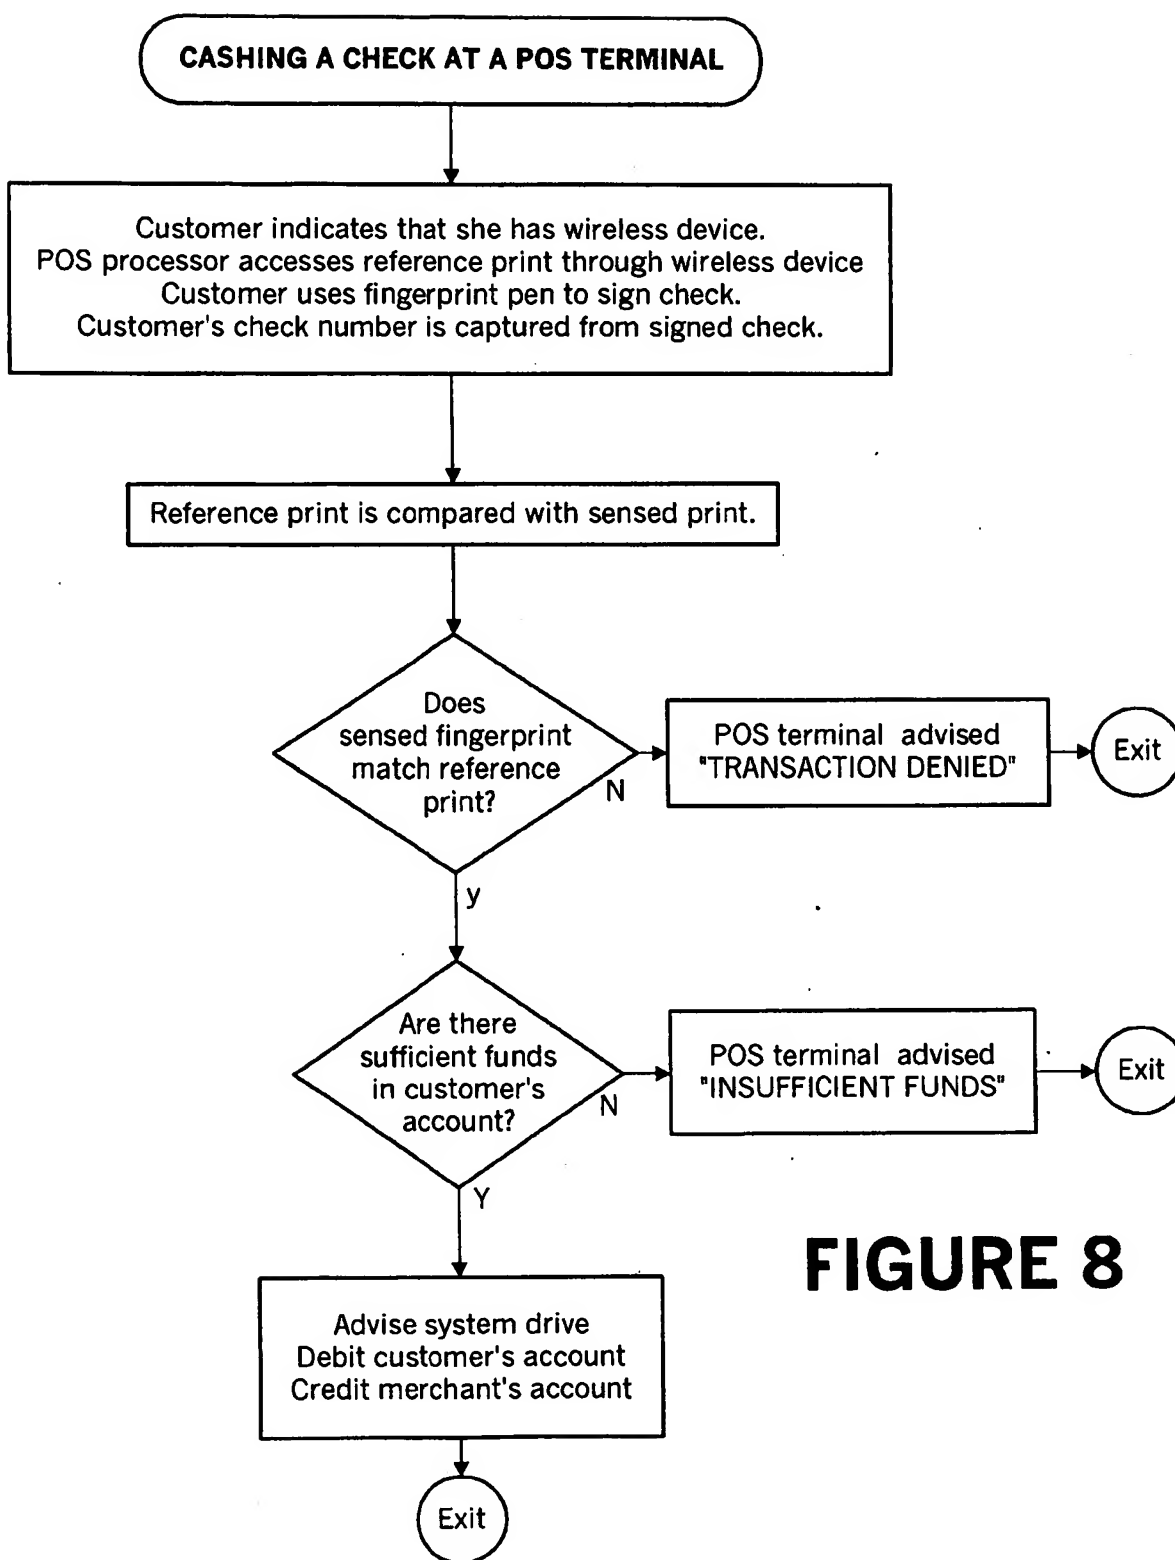 CASHING A CHECK AT A POS TERMINAL
Customer indicates that she has wireless device.
POS processor accesses reference print through wireless device
Customer uses fingerprint pen to sign check.
Customer's check number is captured from signed check.
Reference print is compared with sensed print.
Does
sensed fingerprint
match reference
print?
N
POS terminal advised
"TRANSACTION DENIED"
Exit
y
Are there
sufficient funds
in customer's
account?
N
POS terminal advised
"INSUFFICIENT FUNDS"
Exit
Y
FIGURE 8
Advise system drive
Debit customer's account
Credit merchant's account
Exit